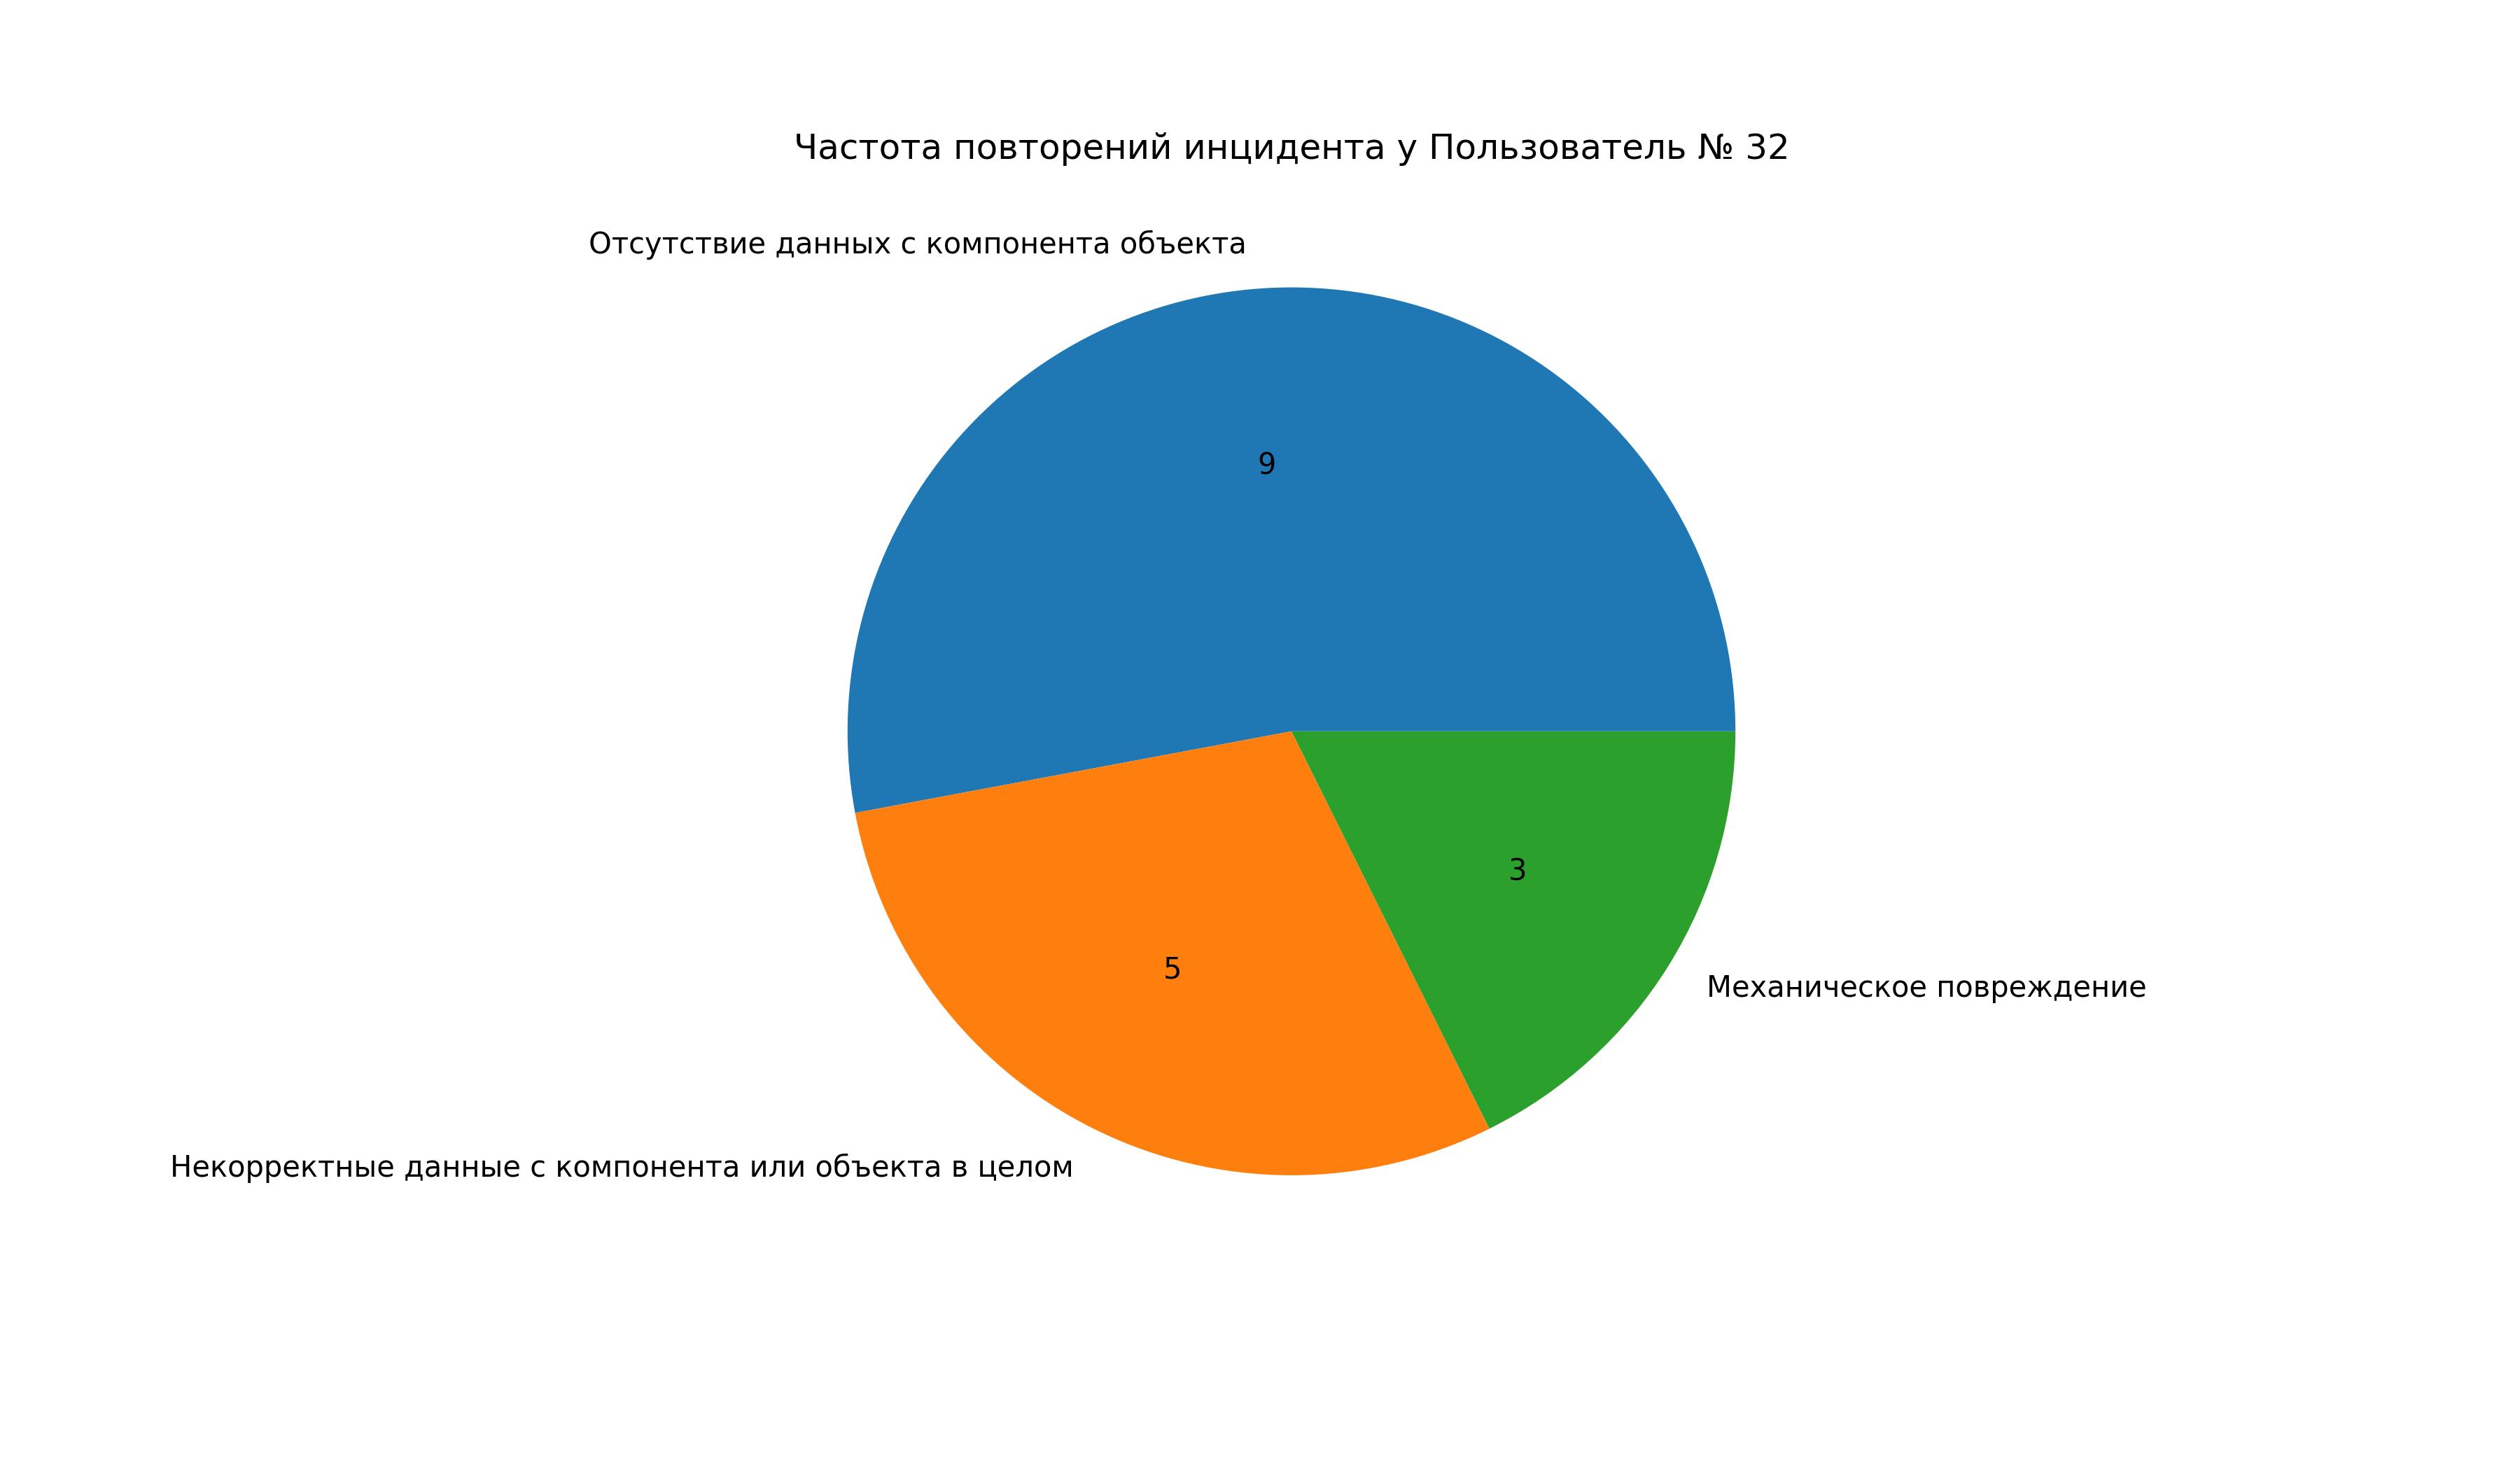 Частота повторений инцидента у Пользователь № 32
Отсутствие данных с компонента объекта
9
3
5
Механическое повреждение
Некорректные данные с компонента или объекта в целом